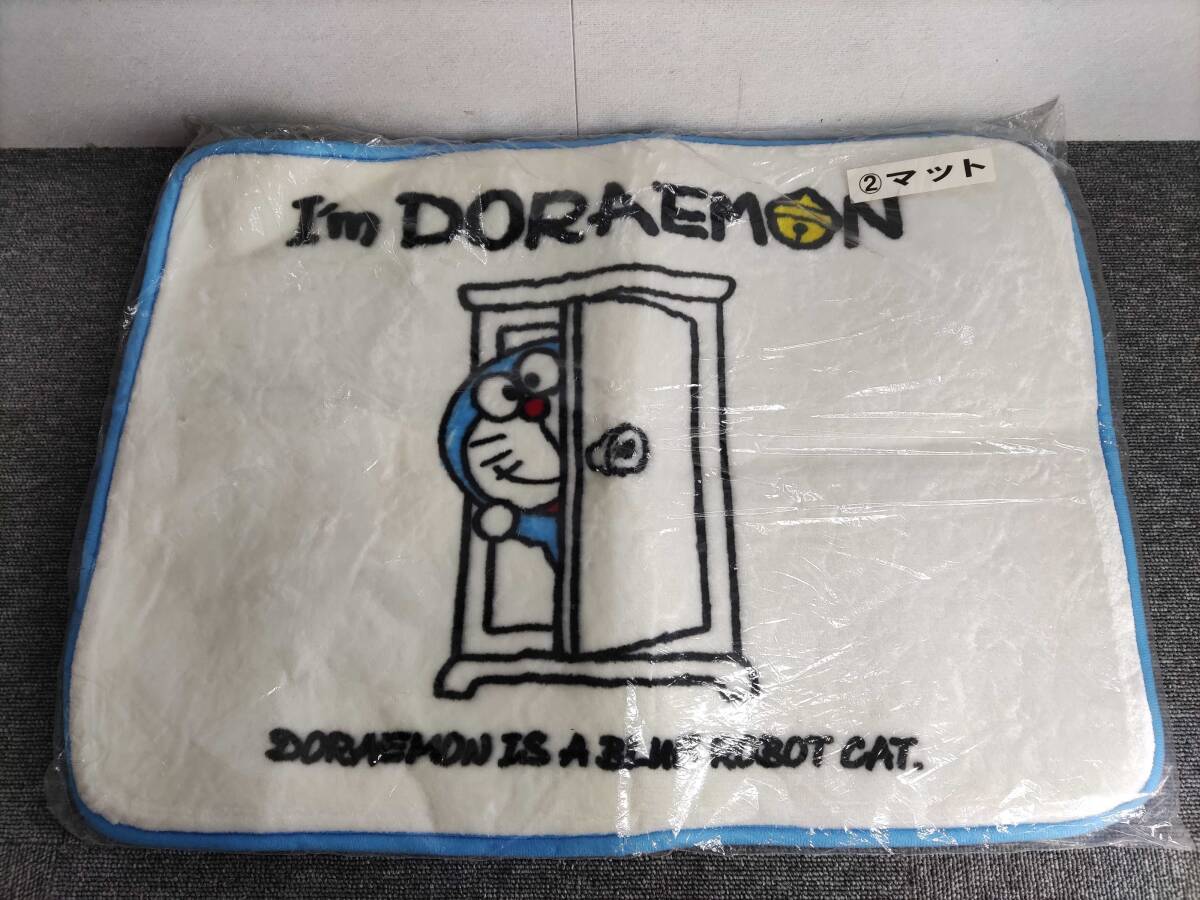 ②マット
I'm DORAEMON
DORAEMON IS A BLUE ROBOT CAT.